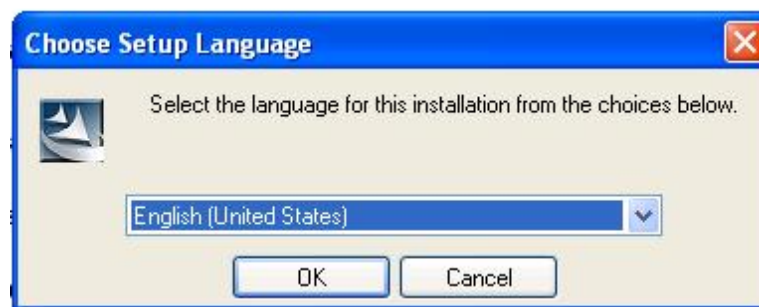 Choose Setup Language
Select the language for this installation from the choices below.
English (United States)
OK
Cancel